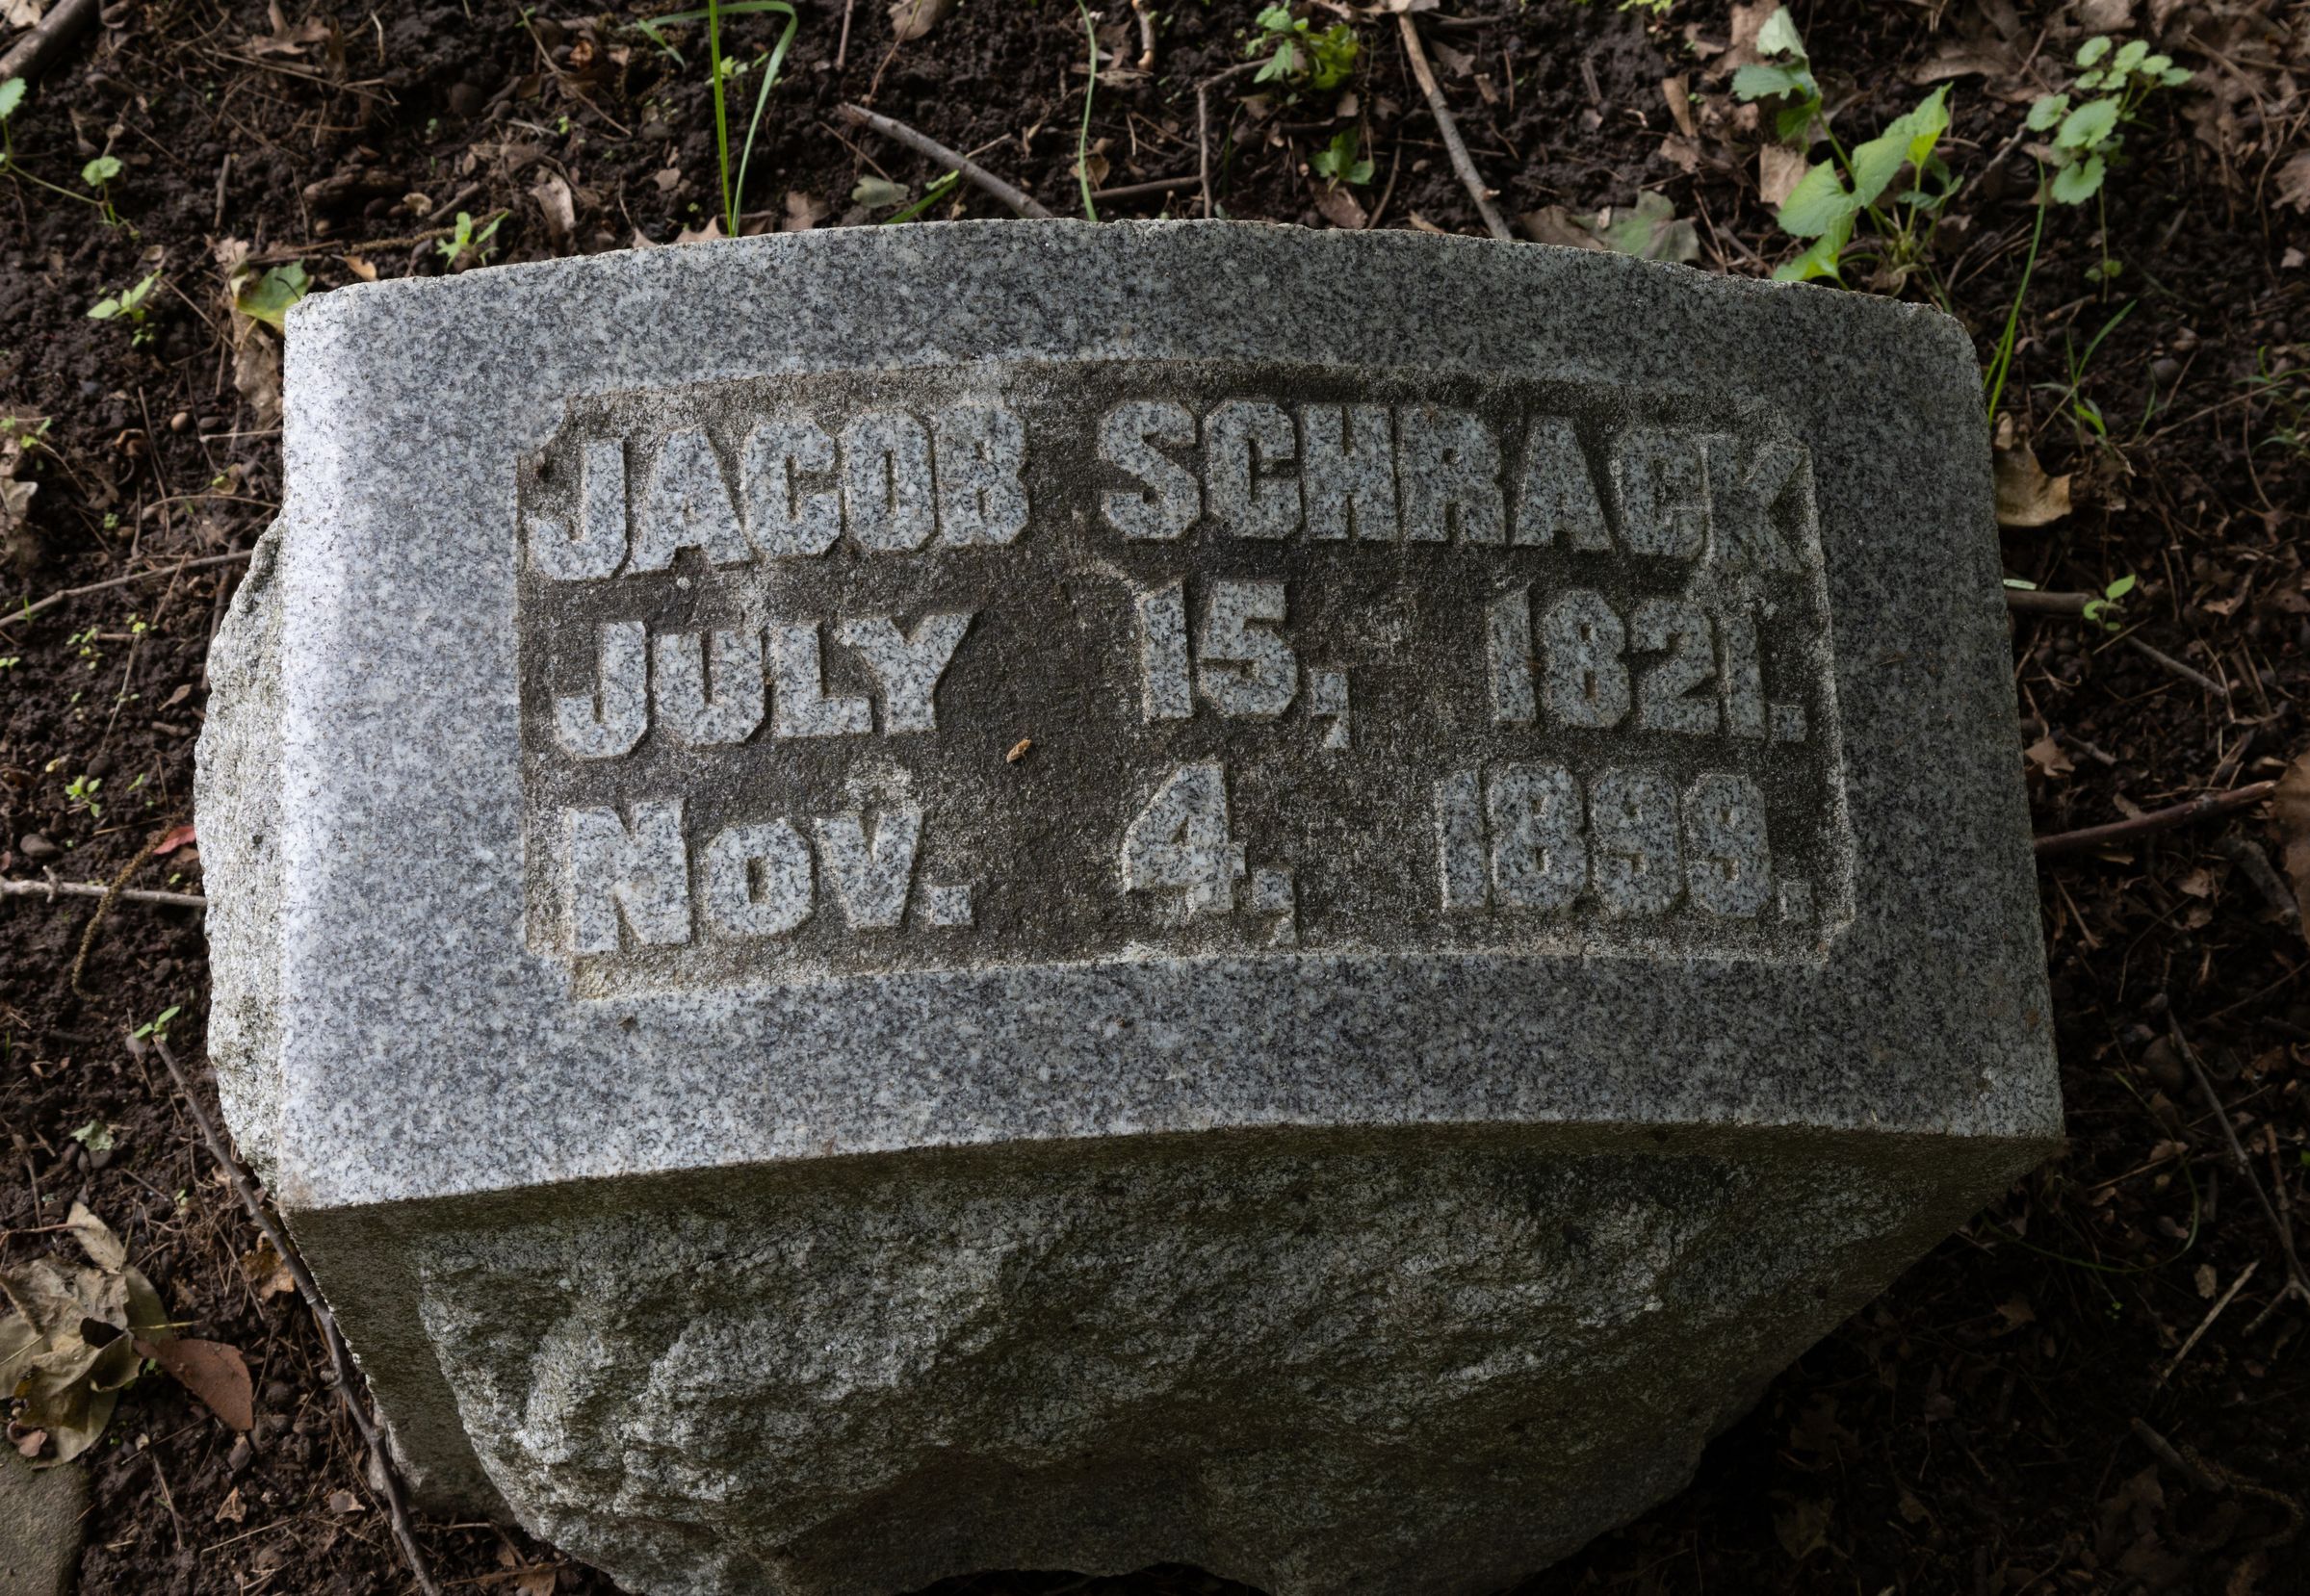 JACOB SCHRACK
JULY 15, 1821.
Nov. 4, 1899.